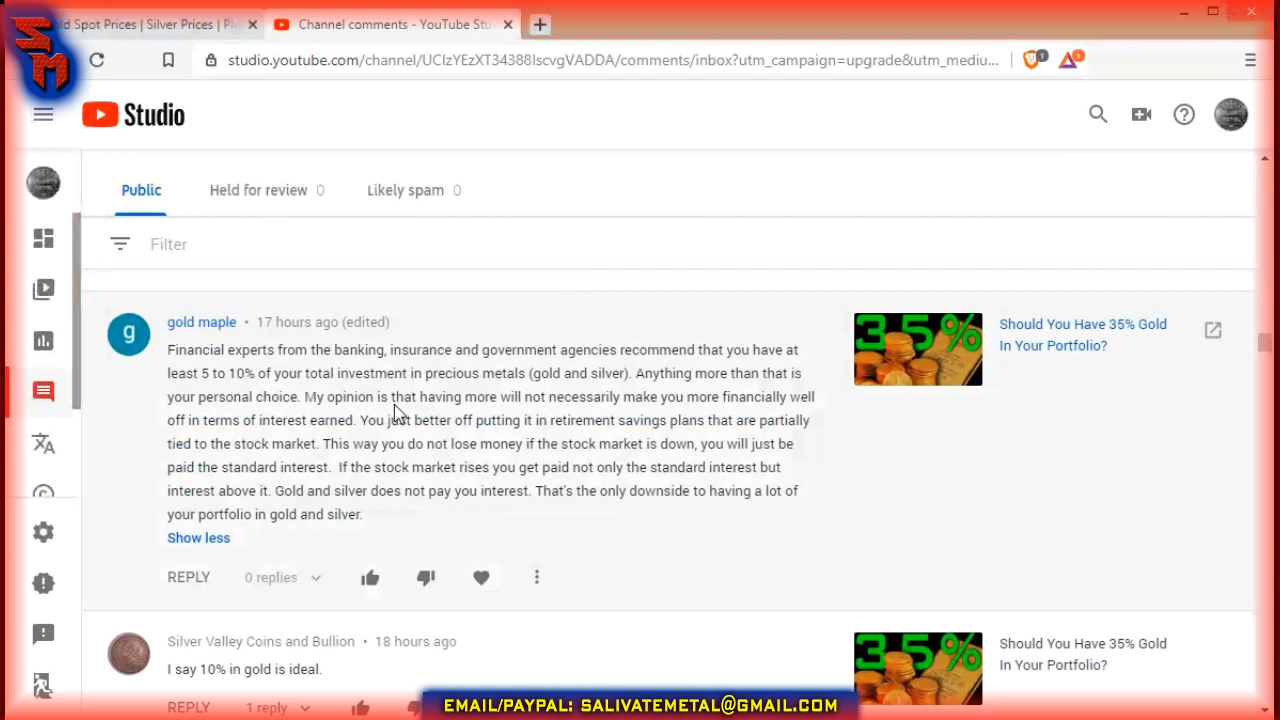 old Spot Prices | Silver Prices |
Channel comments - YouTube Stu
SM
studio.youtube.com/channel/UCIzYEzXT34388IscvgVADDA/comments/inbox?utm_campaign=upgrade&utm_mediu...
1
1
Studio
Public
Held for review 0
Likely spam 0
Filter
g
gold maple • 17 hours ago (edited)
Financial experts from the banking, insurance and government agencies recommend that you have at
least 5 to 10% of your total investment in precious metals (gold and silver). Anything more than that is
your personal choice. My opinion is that having more will not necessarily make you more financially well
off in terms of interest earned. You just better off putting it in retirement savings plans that are partially
tied to the stock market. This way you do not lose money if the stock market is down, you will just be
paid the standard interest. If the stock market rises you get paid not only the standard interest but
interest above it. Gold and silver does not pay you interest. That's the only downside to having a lot of
your portfolio in gold and silver.
Show less
REPLY
0 replies
35%
Should You Have 35% Gold
In Your Portfolio?
Silver Valley Coins and Bullion • 18 hours ago
I say 10% in gold is ideal.
REPLY
1 reply
35%
Should You Have 35% Gold
In Your Portfolio?
EMAIL/PAYPAL: SALIVATEMETAL@GMAIL.COM